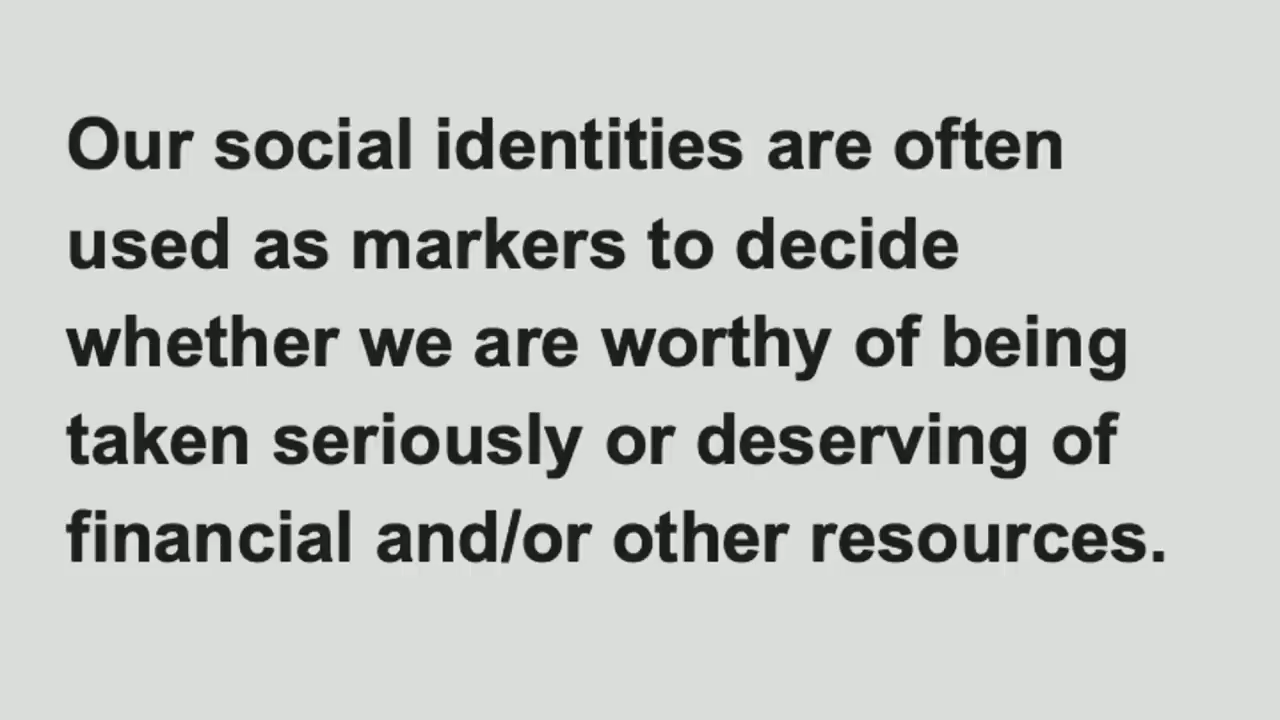 Our social identities are often
used as markers to decide
whether we are worthy of being
taken seriously or deserving of
financial and/or other resources.